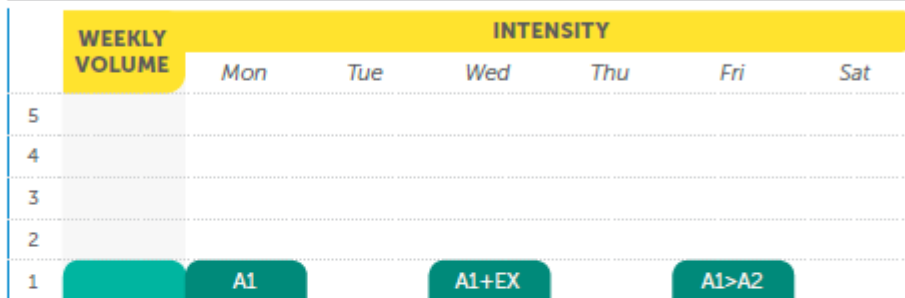 WEEKLY VOLUME INTENSITY
Mon Tue Wed Thu Fri Sat
5
4
3
2
1 A1 A1+EX A1>A2